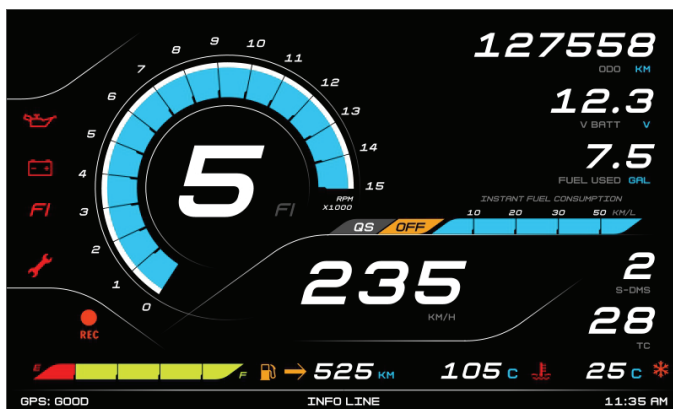 127558
ODO KM
12.3
V BATT V
7.5
FUEL USED GAL
INSTANT FUEL CONSUMPTION
10 20 30 50 KM/L
QS OFF
0
1
2
3
4
5
6
7
8
9
10
11
12
13
14
15
RPM
X1000
5
FI
- +
FI
REC
235
KM/H
2
S-DMS
28
TC
E F
525 KM
105 C
25 C
GPS: GOOD INFO LINE 11:35 AM